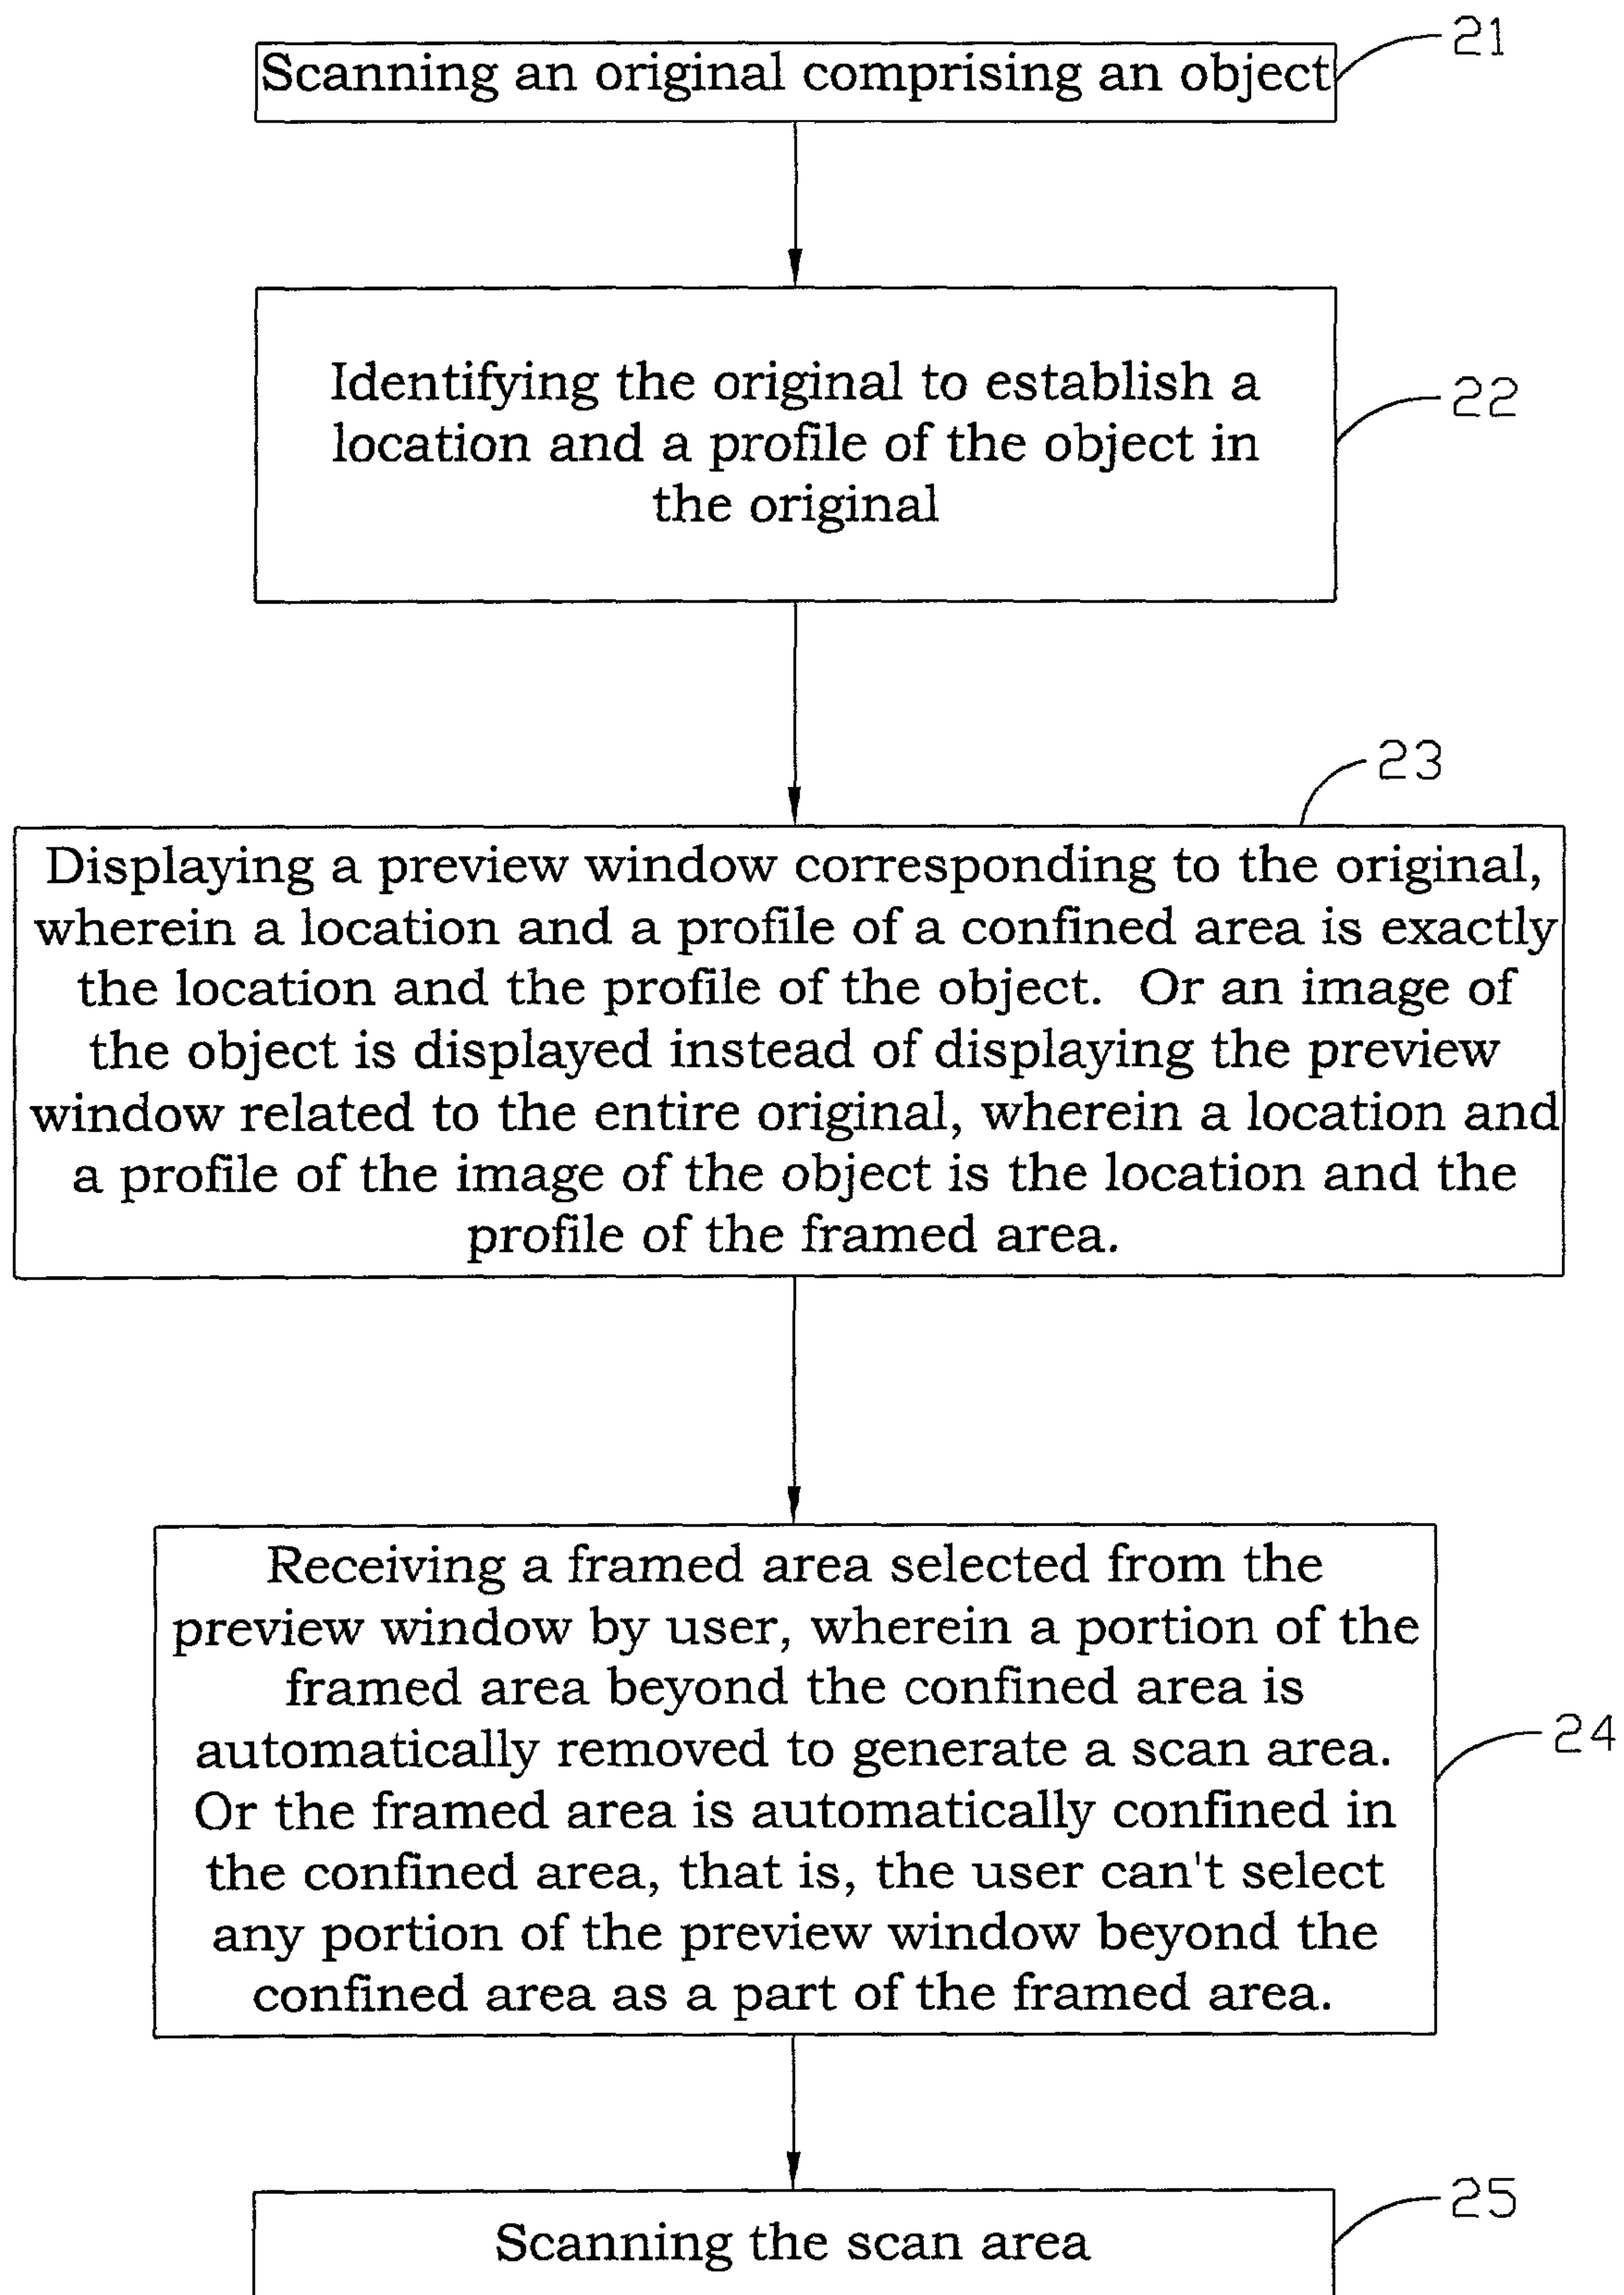 21
Scanning an original comprising an object
Identifying the original to establish a
location and a profile of the object in
the original
22
23
Displaying a preview window corresponding to the original,
wherein a location and a profile of a confined area is exactly
the location and the profile of the object. Or an image of
the object is displayed instead of displaying the preview
window related to the entire original, wherein a location and
a profile of the image of the object is the location and the
profile of the framed area.
Receiving a framed area selected from the
preview window by user, wherein a portion of the
framed area beyond the confined area is
automatically removed to generate a scan area.
Or the framed area is automatically confined in
the confined area, that is, the user can't select
any portion of the preview window beyond the
confined area as a part of the framed area.
24
25
Scanning the scan area